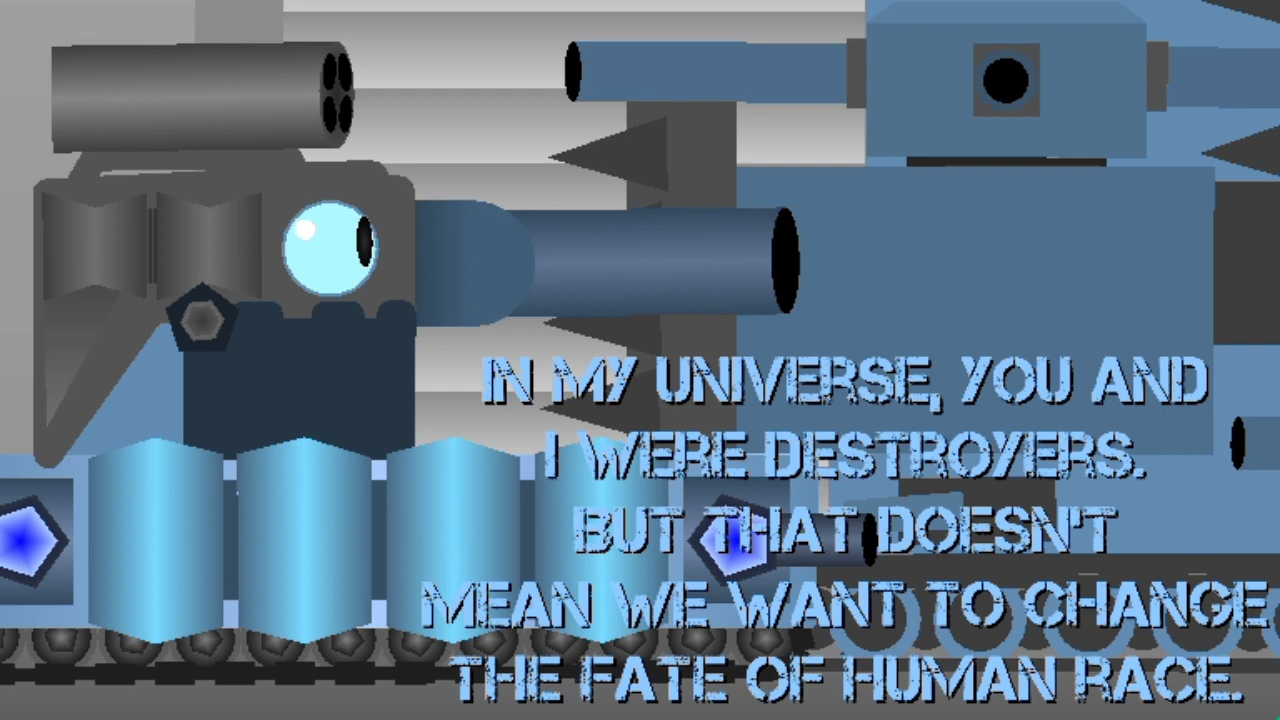 IN MY UNIVERSE, YOU AND
I WERE DESTROYERS.
BUT THAT DOESN'T
MEAN WE WANT TO CHANGE
THE FATE OF HUMAN RACE.